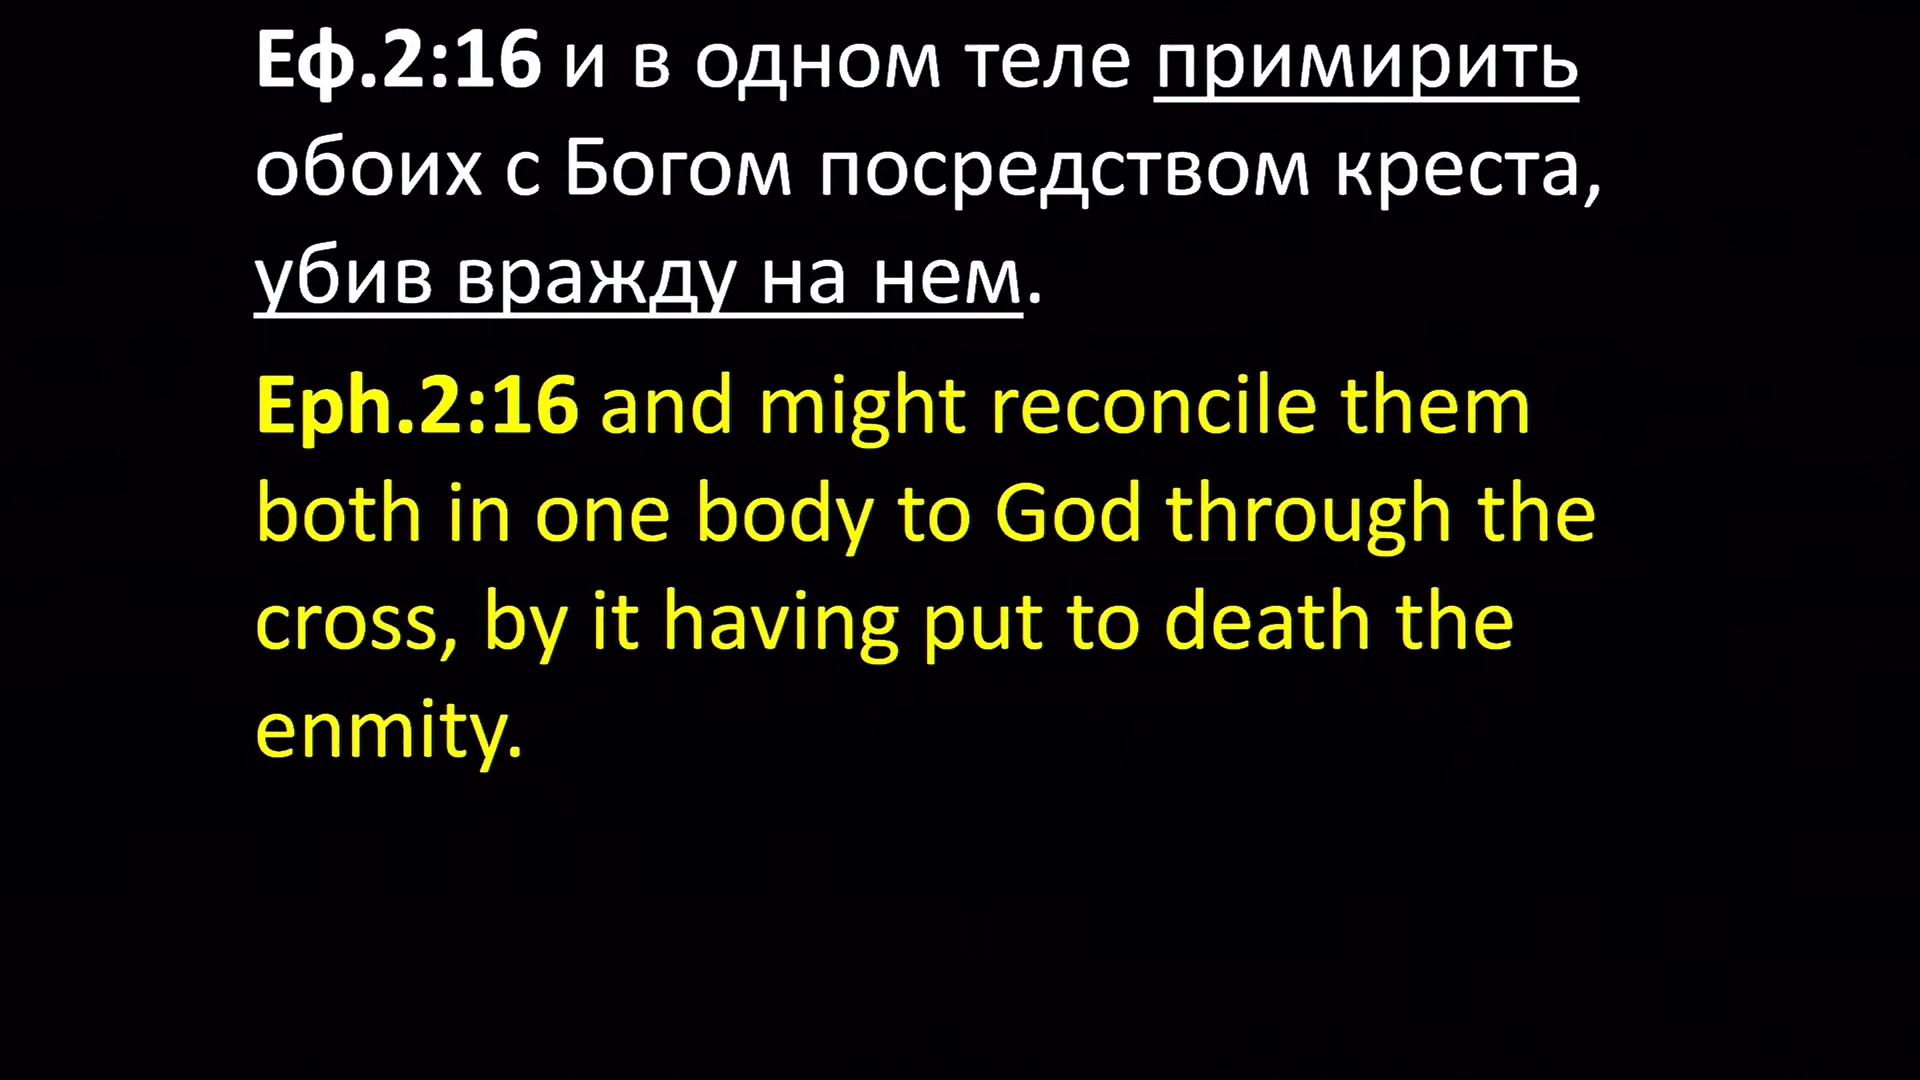 Еф.2:16 и в одном теле примирить
обоих с Богом посредством креста,
убив вражду на нем.
Eph.2:16 and might reconcile them
both in one body to God through the
cross, by it having put to death the
enmity.